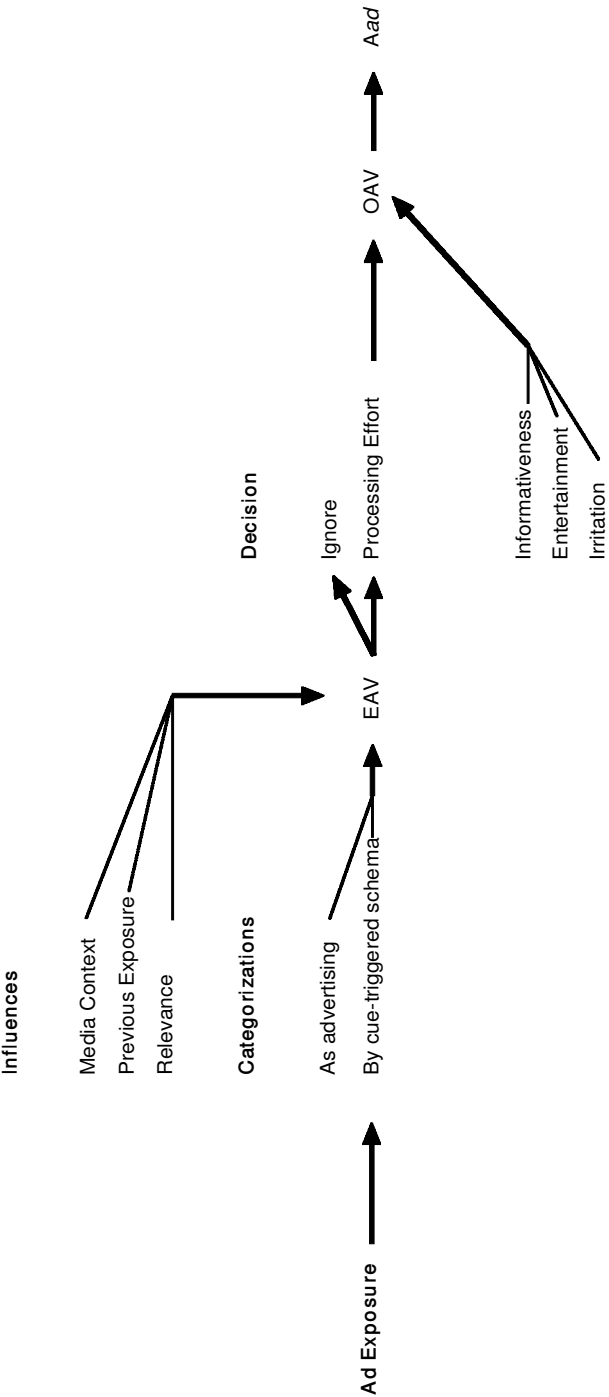 Influences
Media Context
Previous Exposure
Relevance
Categorizations
Decision
As advertising
Ignore
Ad Exposure
By cue-triggered schema
EAV
Processing Effort
OAV
Aad
Informativeness
Entertainment
Irritation